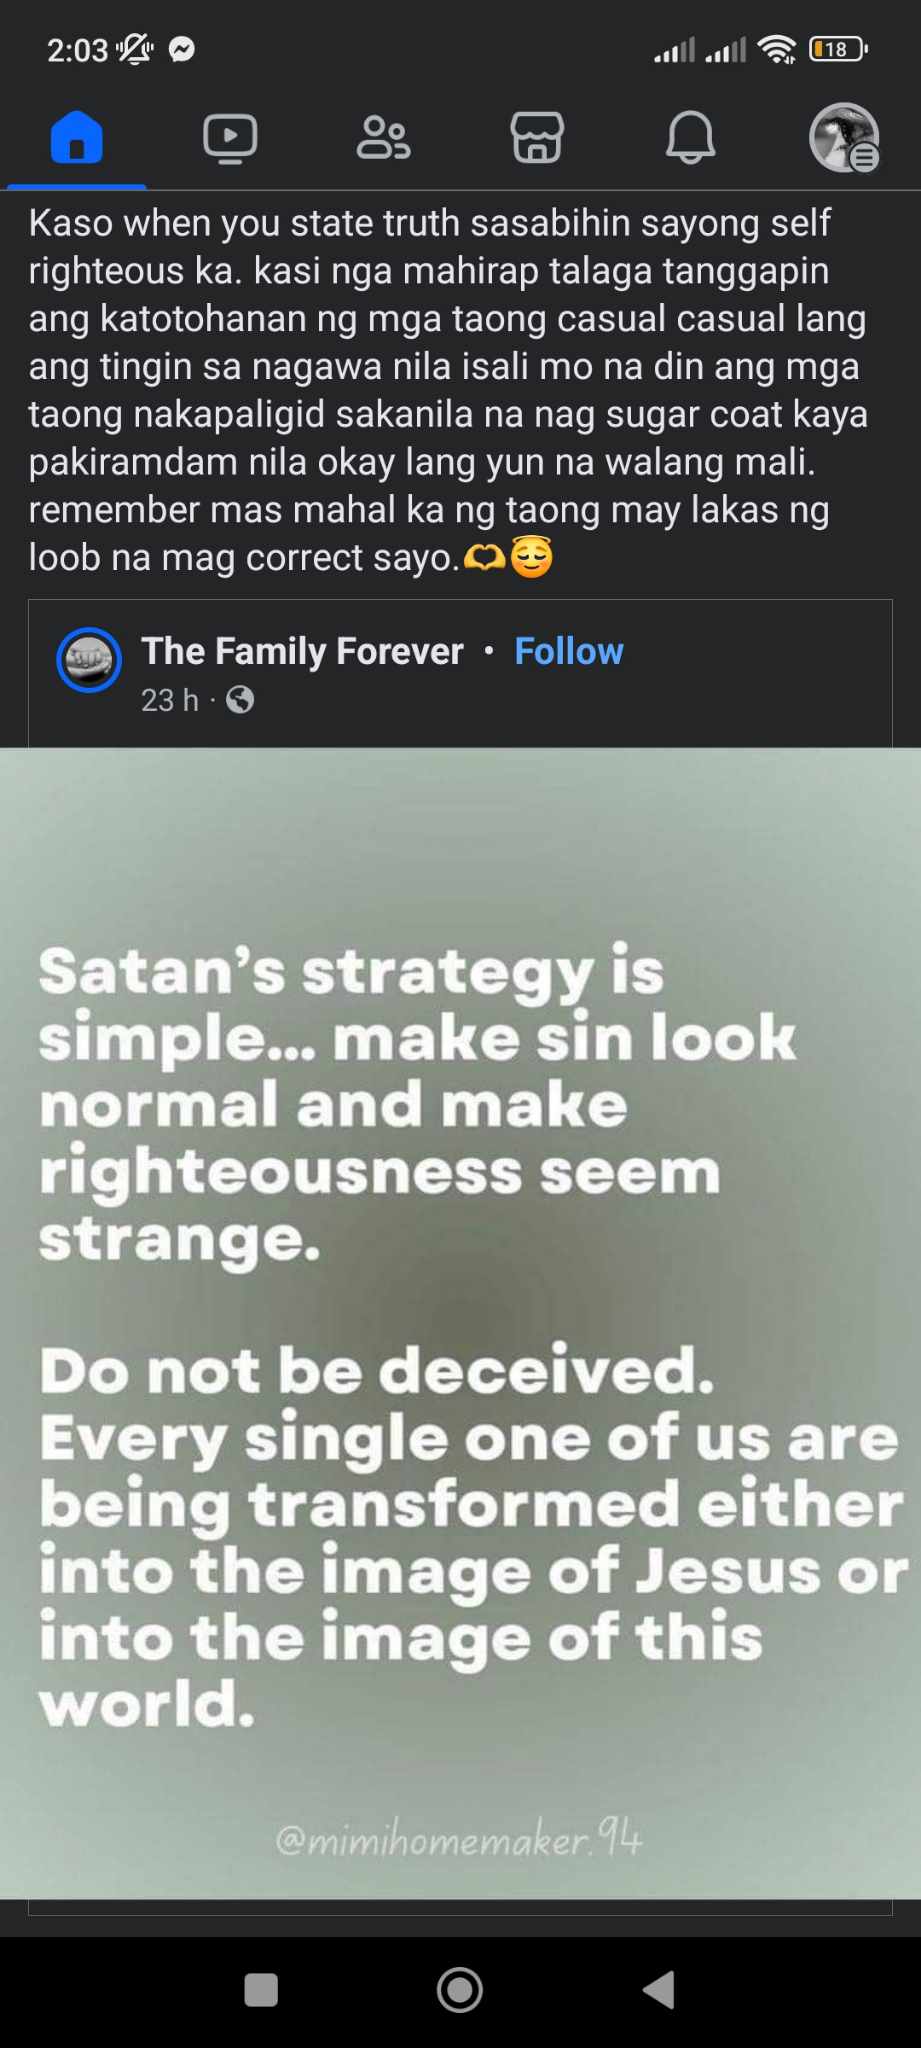 2:03
18
Kaso when you state truth sasabihin sayong self
righteous ka. kasi nga mahirap talaga tanggapin
ang katotohanan ng mga taong casual casual lang
ang tingin sa nagawa nila isali mo na din ang mga
taong nakapaligid sakanila na nag sugar coat kaya
pakiramdam nila okay lang yun na walang mali.
remember mas mahal ka ng taong may lakas ng
loob na mag correct sayo.🫶😇
The Family Forever • Follow
23 h ·
Satan's strategy is
simple... make sin look
normal and make
righteousness seem
strange.
Do not be deceived.
Every single one of us are
being transformed either
into the image of Jesus or
into the image of this
world.
@mimihomemaker.94